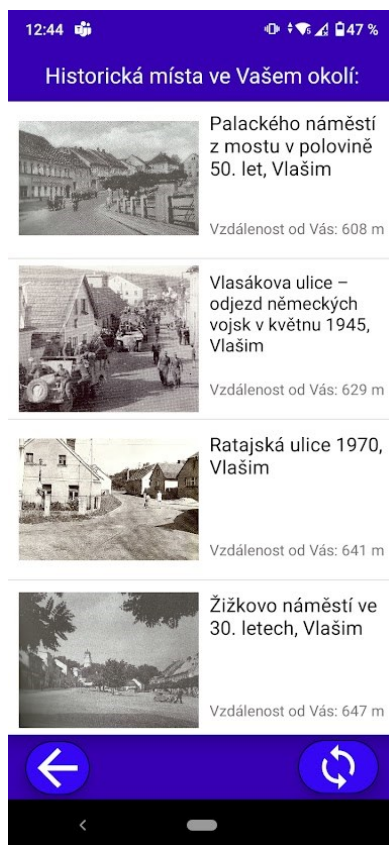 12:44
47 %
Historická místa ve Vašem okolí:
Palackého náměstí
z mostu v polovině
50. let, Vlašim
Vzdálenost od Vás: 608 m
Vlasákova ulice –
odjezd německých
vojsk v květnu 1945,
Vlašim
Vzdálenost od Vás: 629 m
Ratajská ulice 1970,
Vlašim
Vzdálenost od Vás: 641 m
Žižkovo náměstí ve
30. letech, Vlašim
Vzdálenost od Vás: 647 m